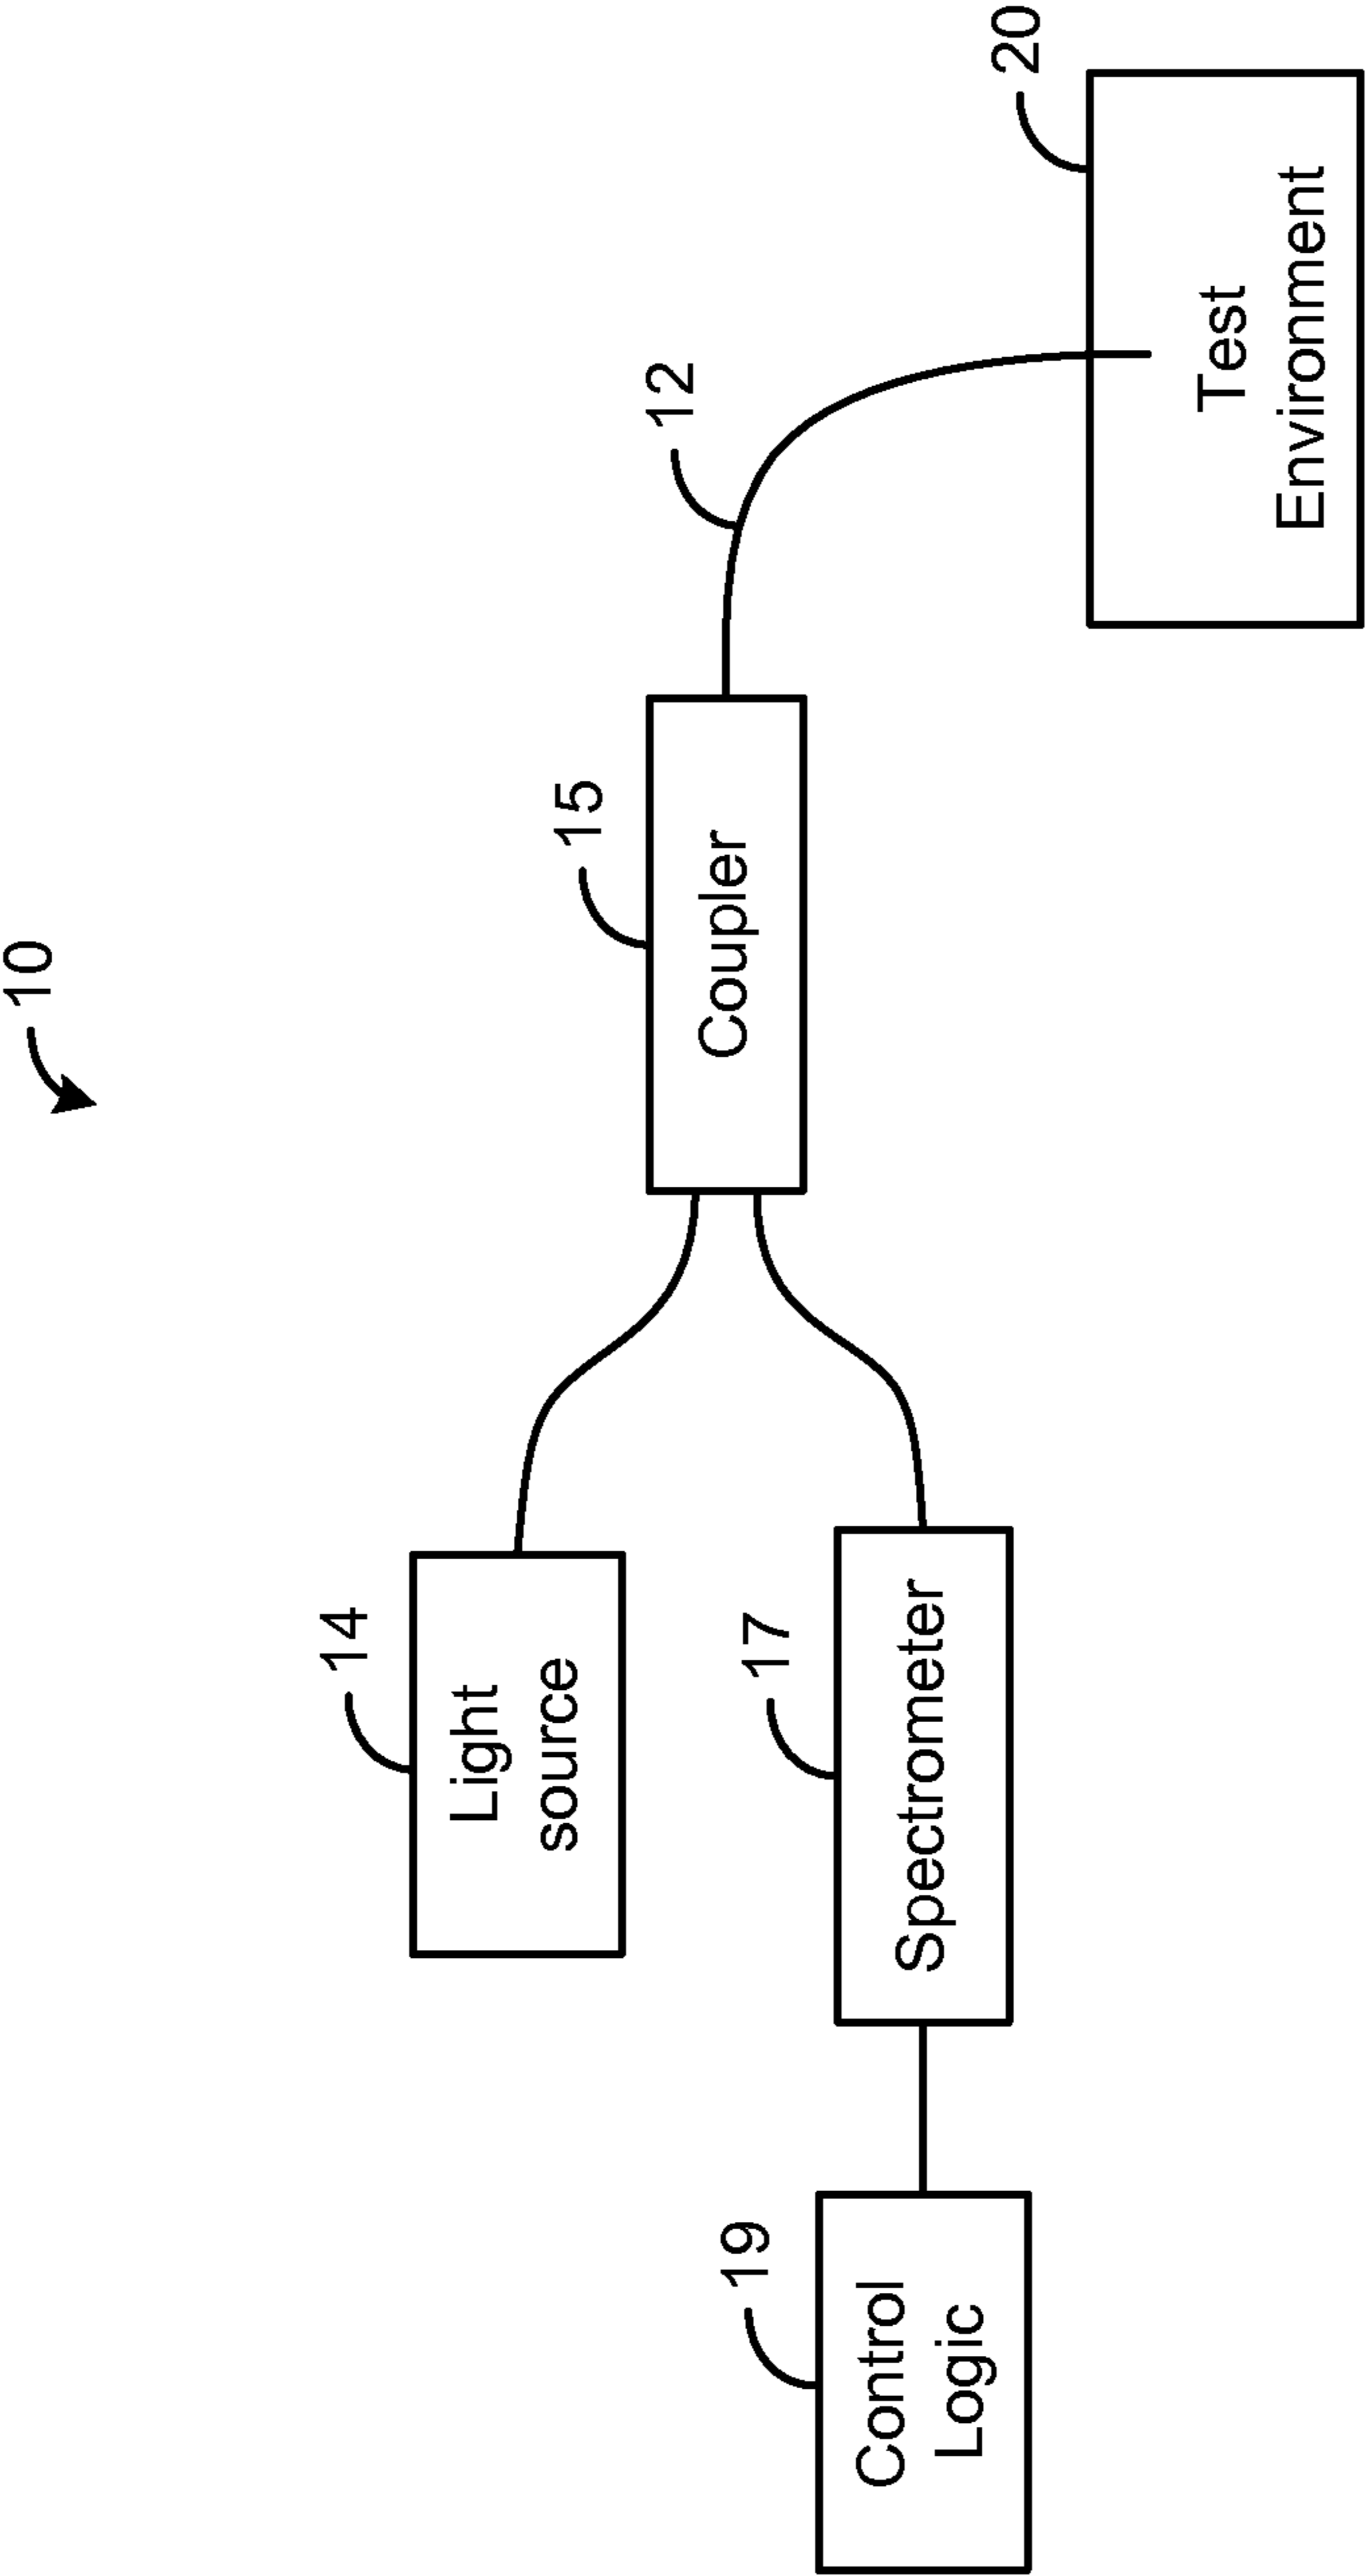 10
14
Light
source
15
Coupler
12
20
Test
Environment
17
Spectrometer
19
Control
Logic